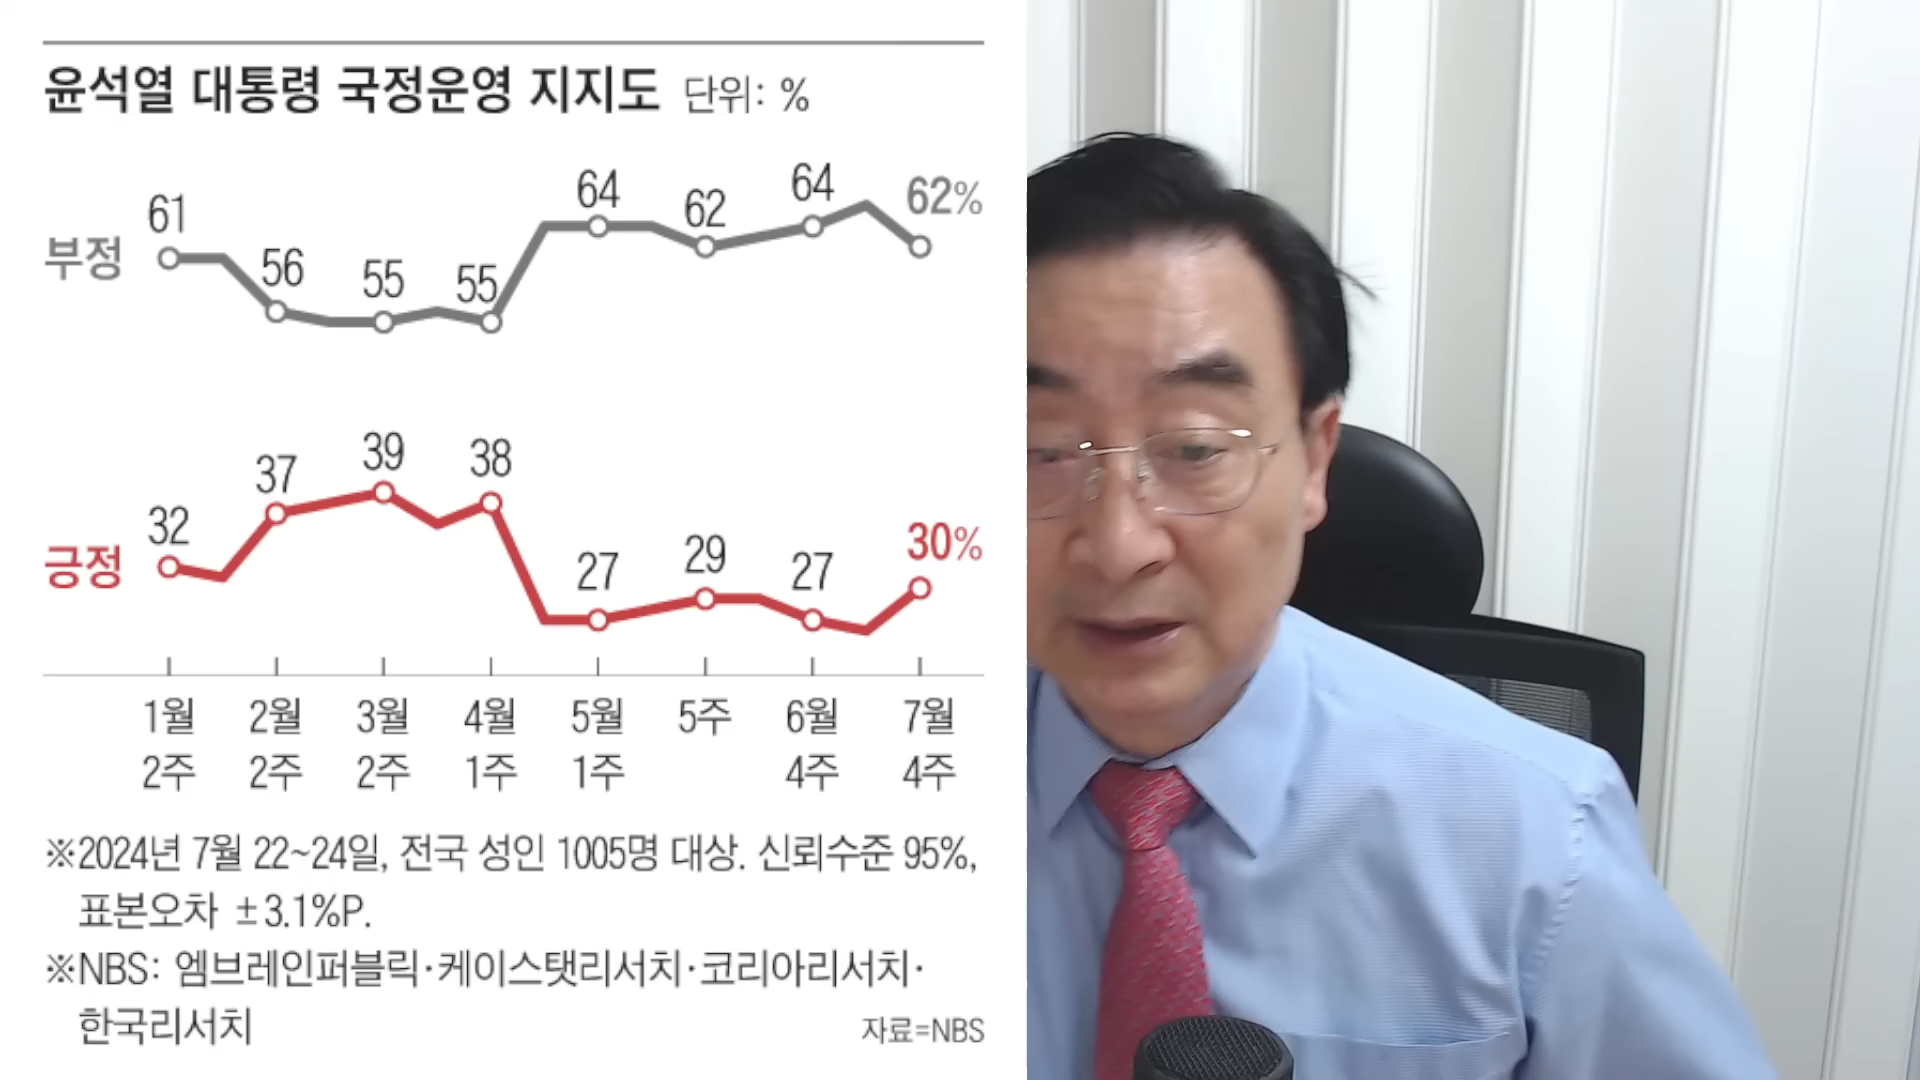 윤석열 대통령 국정운영 지지도 단위: %
부정
61
56
55
55
64
62
64
62%
긍정
32
37
39
38
27
29
27
30%
1월 2월 3월 4월 5월 5주 6월 7월
2주 2주 2주 1주 1주 4주 4주
※2024년 7월 22~24일, 전국 성인 1005명 대상. 신뢰수준 95%,
표본오차 ±3.1%P.
※NBS: 엠브레인퍼블릭·케이스탯리서치·코리아리서치·
한국리서치
자료=NBS